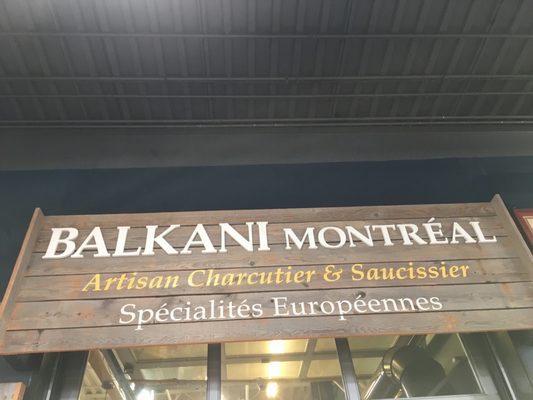 BALKANI MONTRÉAL
Artisan Charcutier & Saucissier
Spécialités Européennes